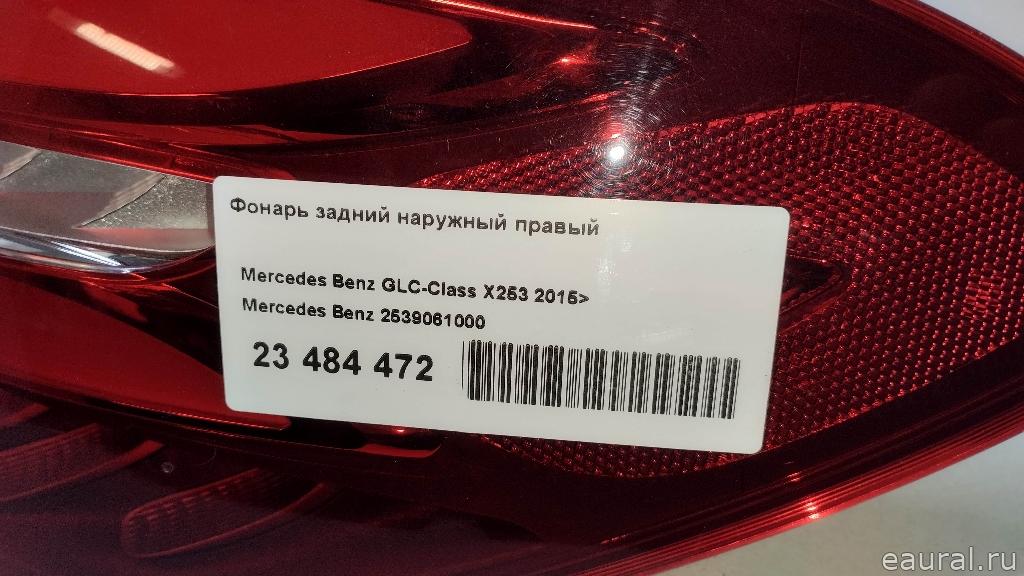 Фонарь задний наружный правый
Mercedes Benz GLC-Class X253 2015>
Mercedes Benz 2539061000
23 484 472
eaural.ru